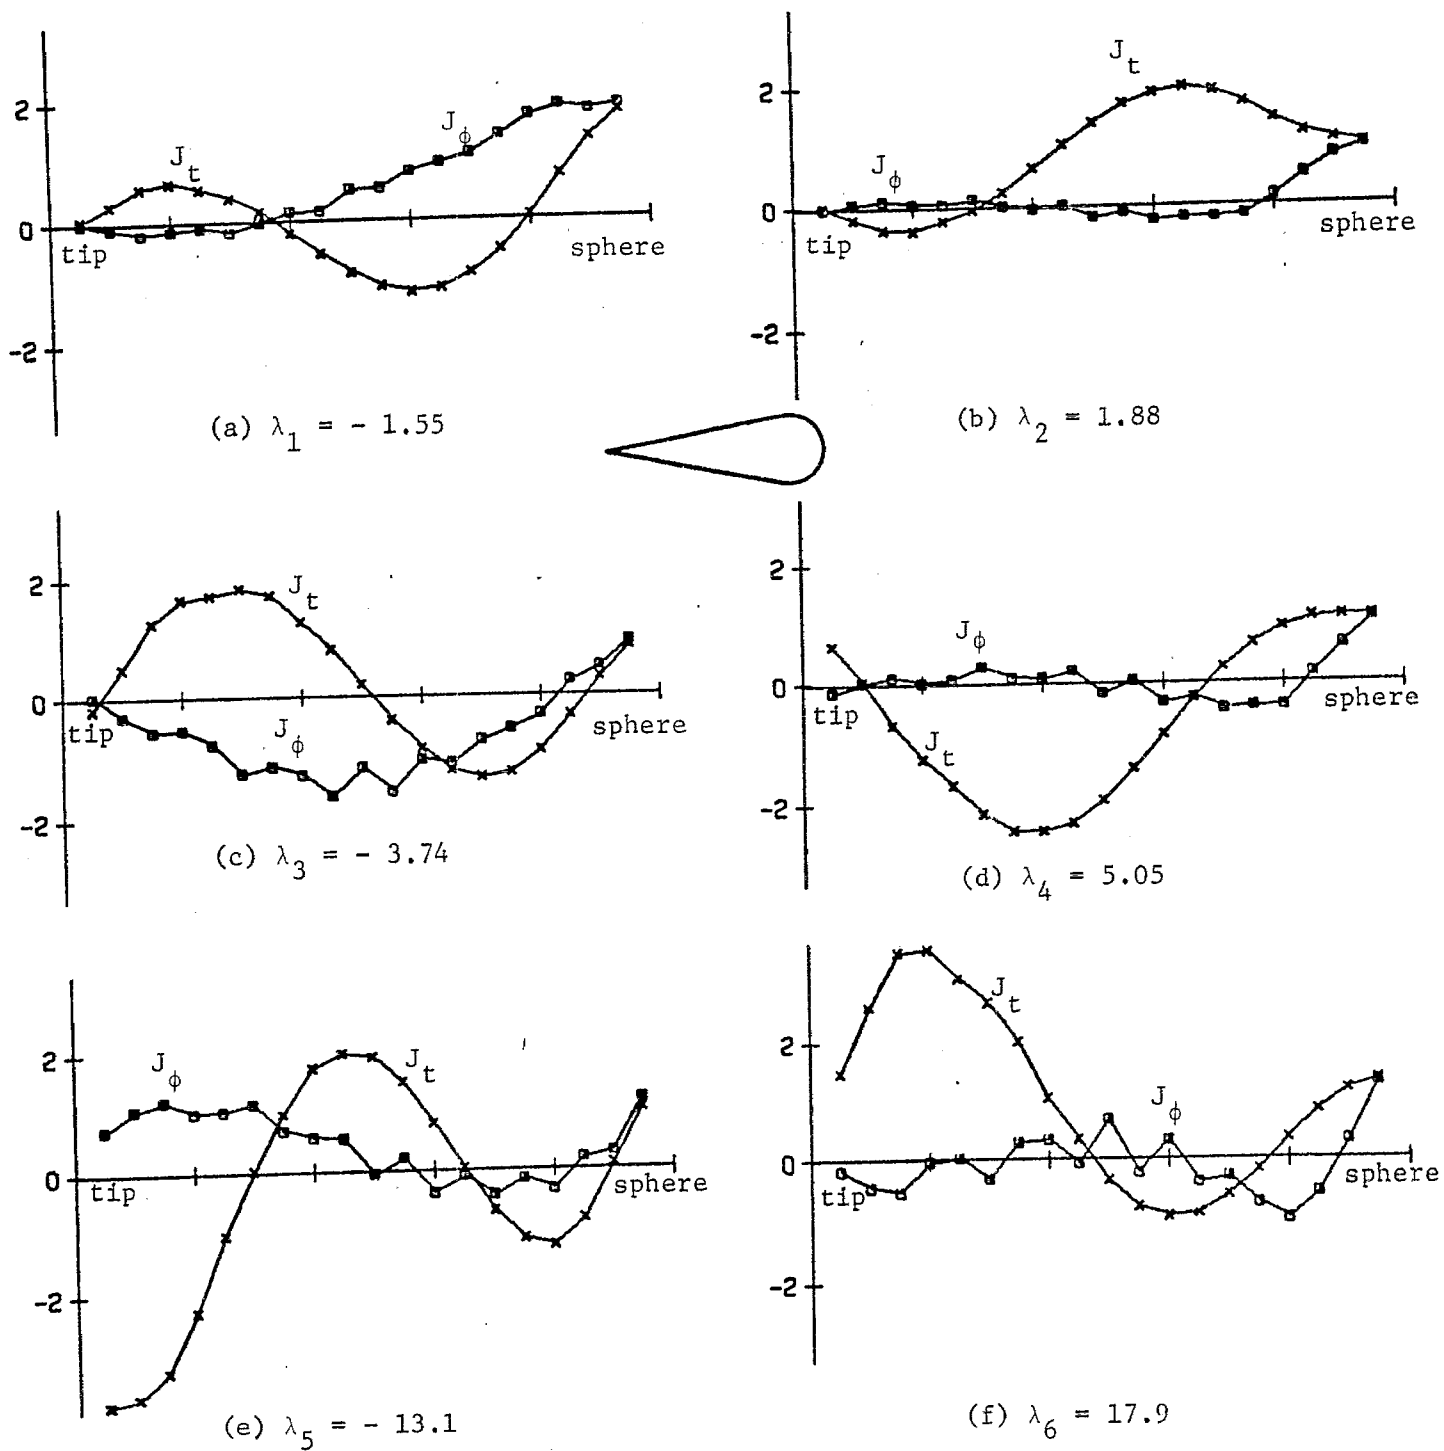 J_t
2
J_ϕ
0
tip
sphere
-2
(a) λ_1 = - 1.55
J_t
2
J_ϕ
0
tip
sphere
-2
(b) λ_2 = 1.88
2
J_t
0
tip
J_ϕ
sphere
-2
(c) λ_3 = - 3.74
2
J_ϕ
0
tip
J_t
sphere
-2
(d) λ_4 = 5.05
2
J_ϕ
J_t
0
tip
sphere
-2
(e) λ_5 = - 13.1
J_t
2
J_ϕ
0
tip
sphere
-2
(f) λ_6 = 17.9